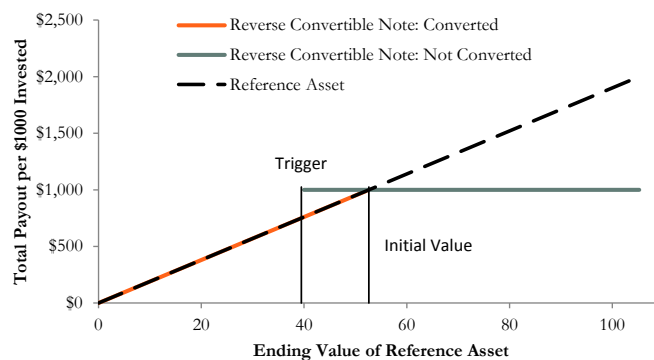 Total Payout per $1000 Invested
$2,500
$2,000
$1,500
$1,000
$500
$0
Reverse Convertible Note: Converted
Reverse Convertible Note: Not Converted
Reference Asset
Trigger
Initial Value
0 20 40 60 80 100
Ending Value of Reference Asset